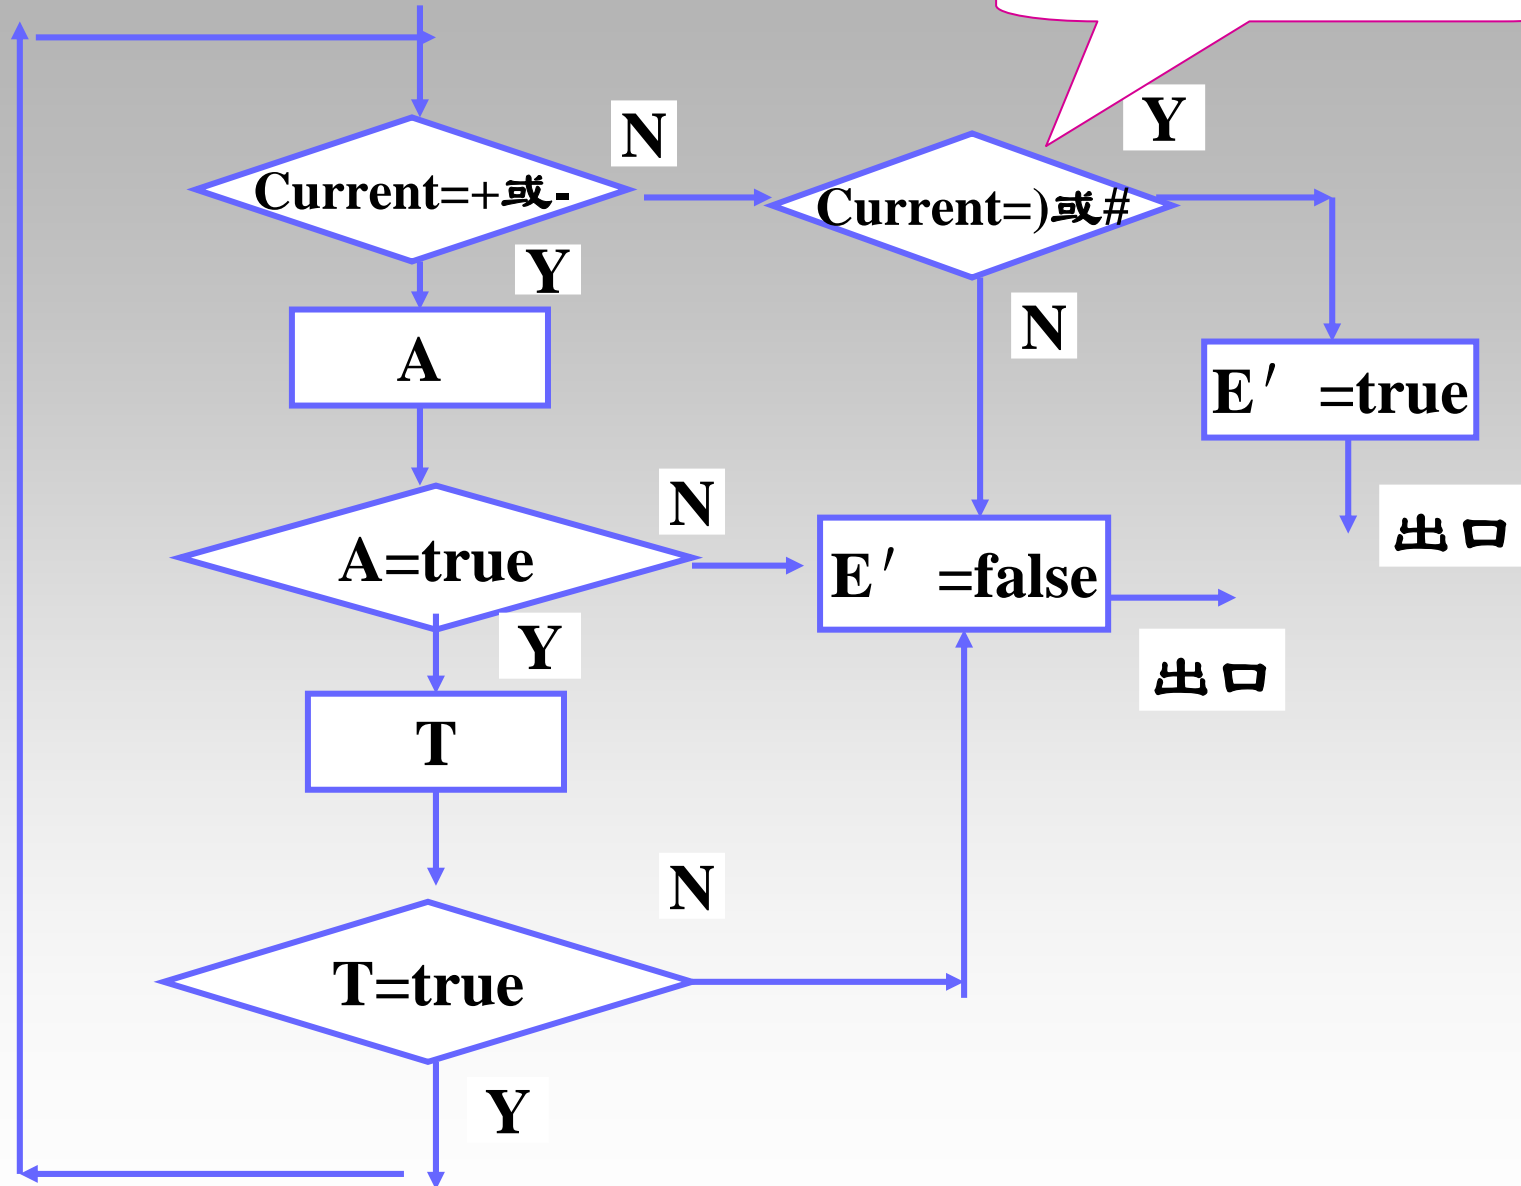 N
Y
Current=+或-
Current=)或#
Y
N
A
E′ =true
N
出口
A=true
E′ =false
Y
出口
T
N
T=true
Y